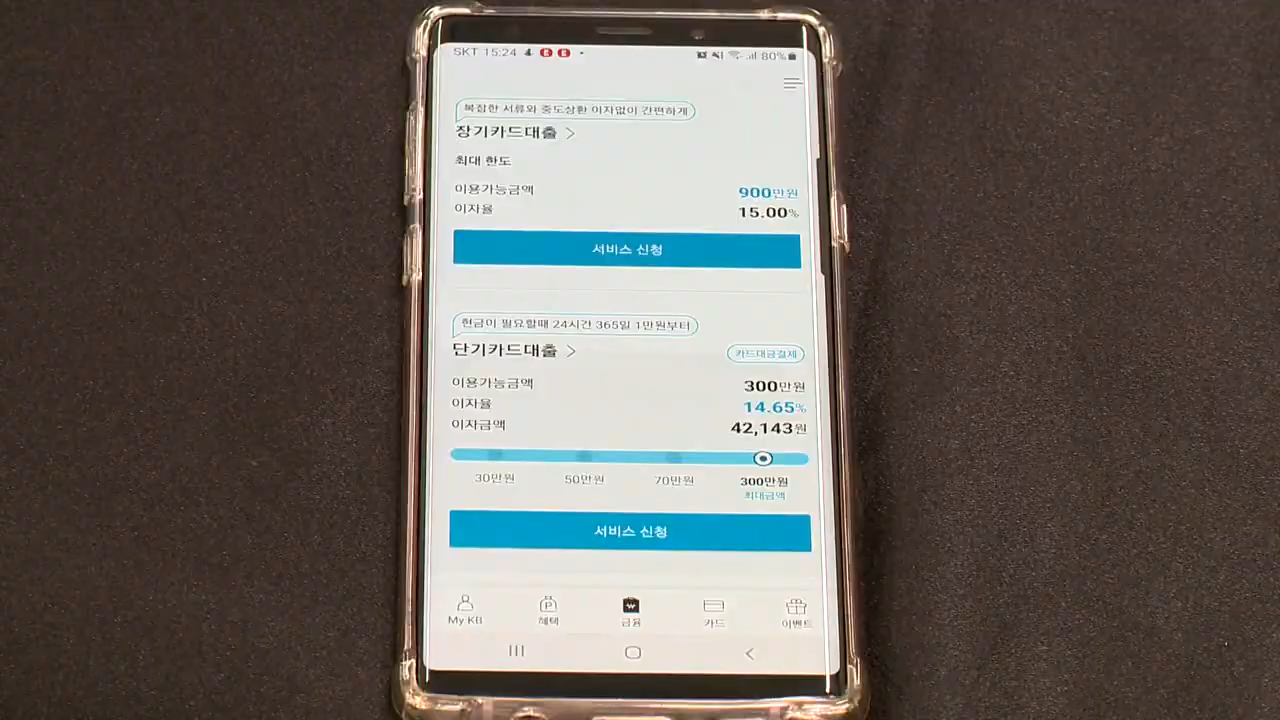 SKT 15:24
80%
복잡한 서류와 중도상환 이자없이 간편하게
장기카드대출 >
최대 한도
이용가능금액 900만원
이자율 15.00%
서비스 신청
현금이 필요할때 24시간 365일 1만원부터
단기카드대출 > 카드대금결제
이용가능금액 300만원
이자율 14.65%
이자금액 42,143원
30만원 50만원 70만원 300만원
최대금액
서비스 신청
My KB 혜택 금융 카드 이벤트